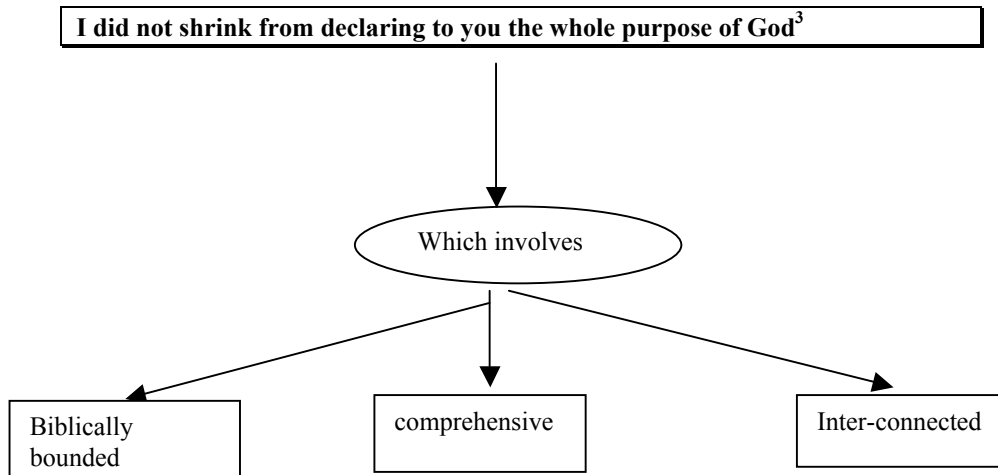 I did not shrink from declaring to you the whole purpose of God³
Which involves
Biblically
bounded
comprehensive
Inter-connected